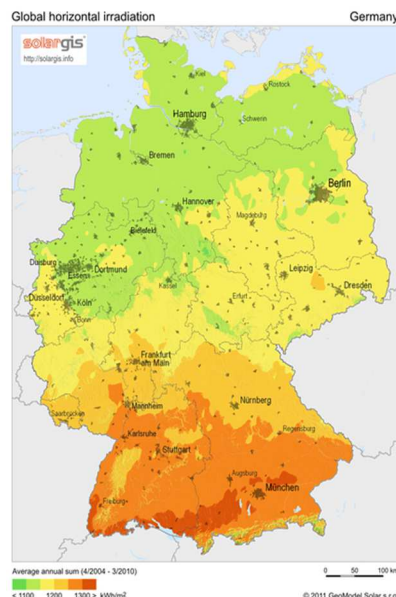 Global horizontal irradiation
Germany
solargis
http://solargis.info
Kiel
Rostock
Hamburg
Schwerin
Bremen
Berlin
Hannover
Magdeburg
Bielefeld
Duisburg
Dortmund
Essen
Kassel
Leipzig
Düsseldorf
Köln
Erfurt
Dresden
Bonn
Frankfurt
am Main
Nürnberg
Saarbrücken
Mannheim
Karlsruhe
Regensburg
Stuttgart
Augsburg
München
Freiburg
Average annual sum (4/2004 - 3/2010)
0 50 100 km
< 1100 1200 1300 > kWh/m²
© 2011 GeoModel Solar s.r.o.